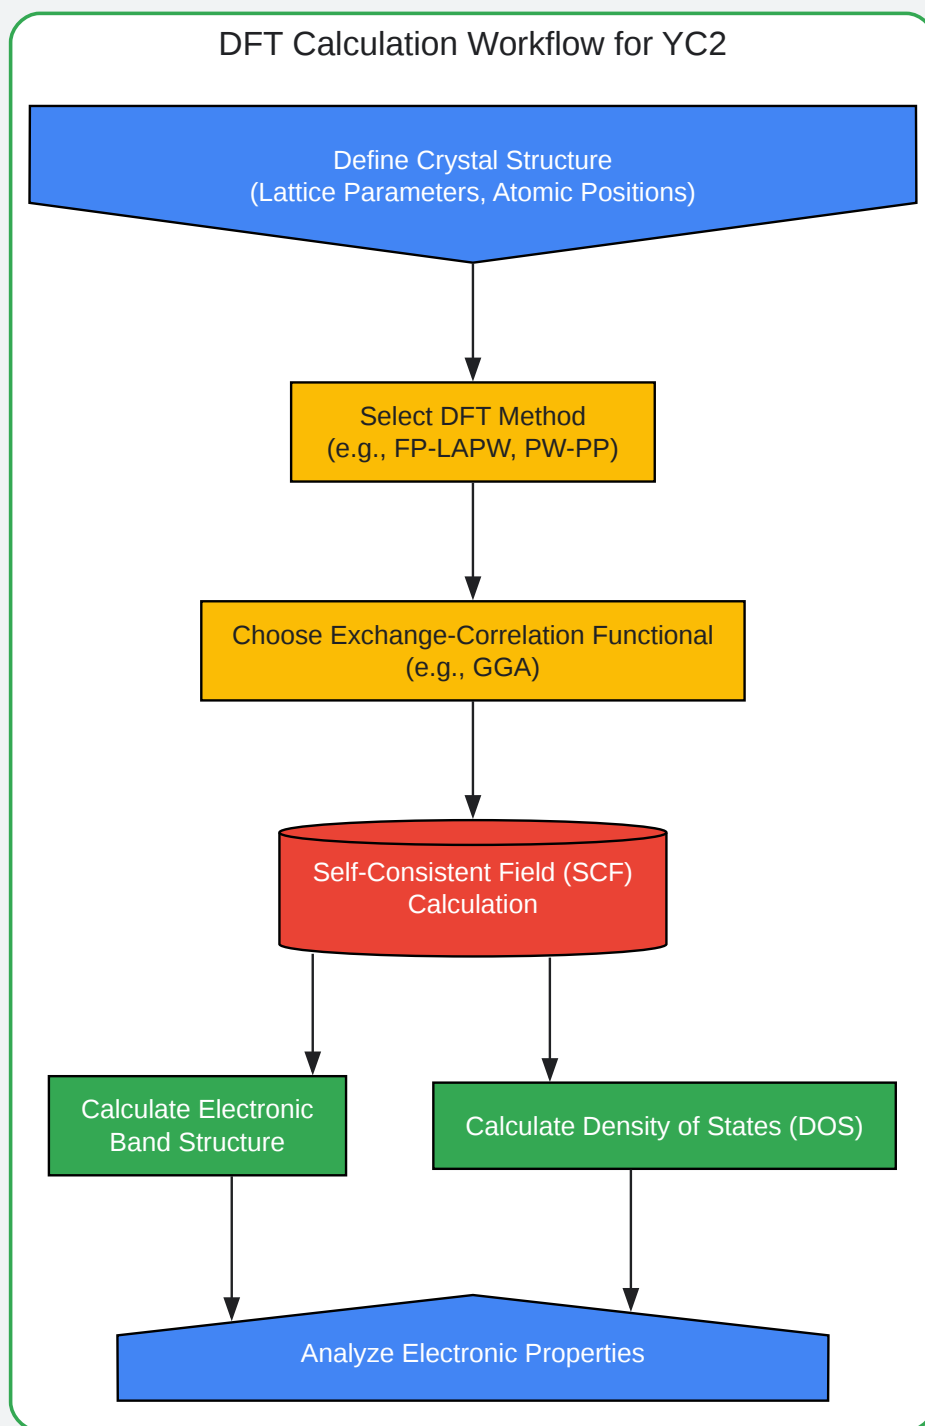 DFT Calculation Workflow for YC2
Define Crystal Structure
(Lattice Parameters, Atomic Positions)
Select DFT Method
(e.g., FP-LAPW, PW-PP)
Choose Exchange-Correlation Functional
(e.g., GGA)
Self-Consistent Field (SCF)
Calculation
Calculate Electronic
Band Structure
Calculate Density of States (DOS)
Analyze Electronic Properties